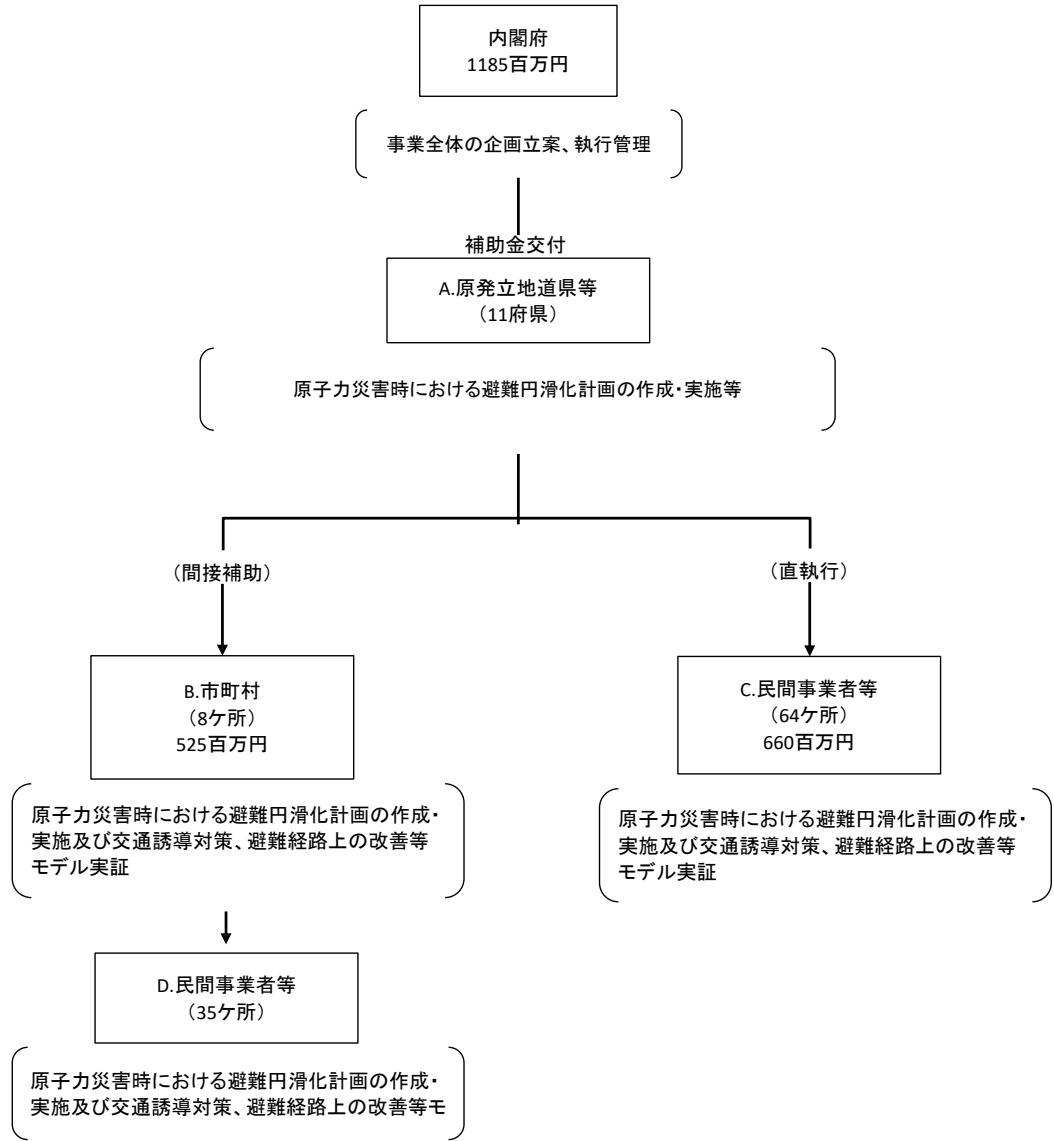 内閣府
1185百万円
事業全体の企画立案、執行管理
補助金交付
A.原発立地道県等
（11府県）
原子力災害時における避難円滑化計画の作成・実施等
（間接補助）
（直執行）
B.市町村
（8ケ所）
525百万円
C.民間事業者等
（64ケ所）
660百万円
原子力災害時における避難円滑化計画の作成・
実施及び交通誘導対策、避難経路上の改善等
モデル実証
原子力災害時における避難円滑化計画の作成・
実施及び交通誘導対策、避難経路上の改善等
モデル実証
D.民間事業者等
（35ケ所）
原子力災害時における避難円滑化計画の作成・
実施及び交通誘導対策、避難経路上の改善等モ